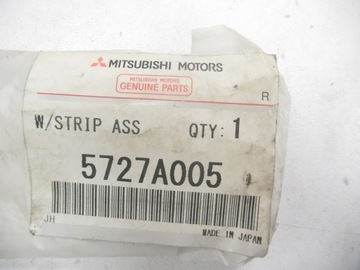 MITSUBISHI MOTORS
MITSUBISHI MOTORS
GENUINE PARTS
R
W/STRIP ASS QTY: 1
5727A005
JH
MADE IN JAPAN